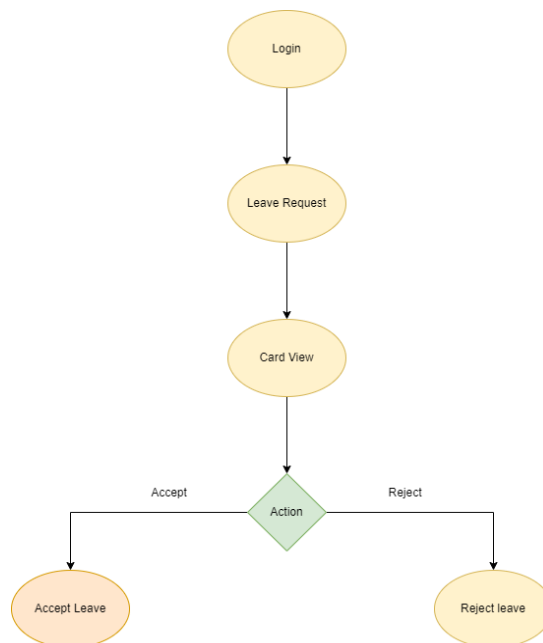 Login
Leave Request
Card View
Accept
Reject
Action
Accept Leave
Reject leave